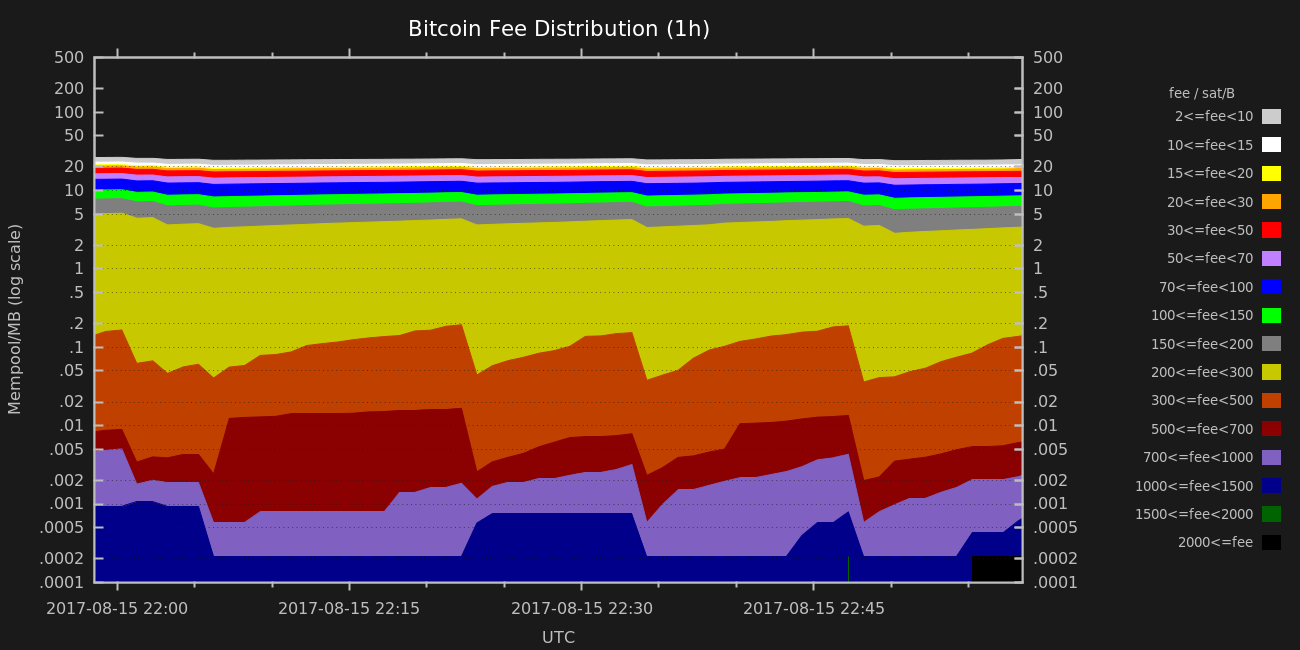 Bitcoin Fee Distribution (1h)
500 500
200 200
100 100
50 50
20 20
10 10
5 5
2 2
1 1
.5 .5
.2 .2
.1 .1
.05 .05
.02 .02
.01 .01
.005 .005
.002 .002
.001 .001
.0005 .0005
.0002 .0002
.0001 .0001
Mempool/MB (log scale)
2017-08-15 22:00 2017-08-15 22:15 2017-08-15 22:30 2017-08-15 22:45
UTC
fee / sat/B
2<=fee<10
10<=fee<15
15<=fee<20
20<=fee<30
30<=fee<50
50<=fee<70
70<=fee<100
100<=fee<150
150<=fee<200
200<=fee<300
300<=fee<500
500<=fee<700
700<=fee<1000
1000<=fee<1500
1500<=fee<2000
2000<=fee